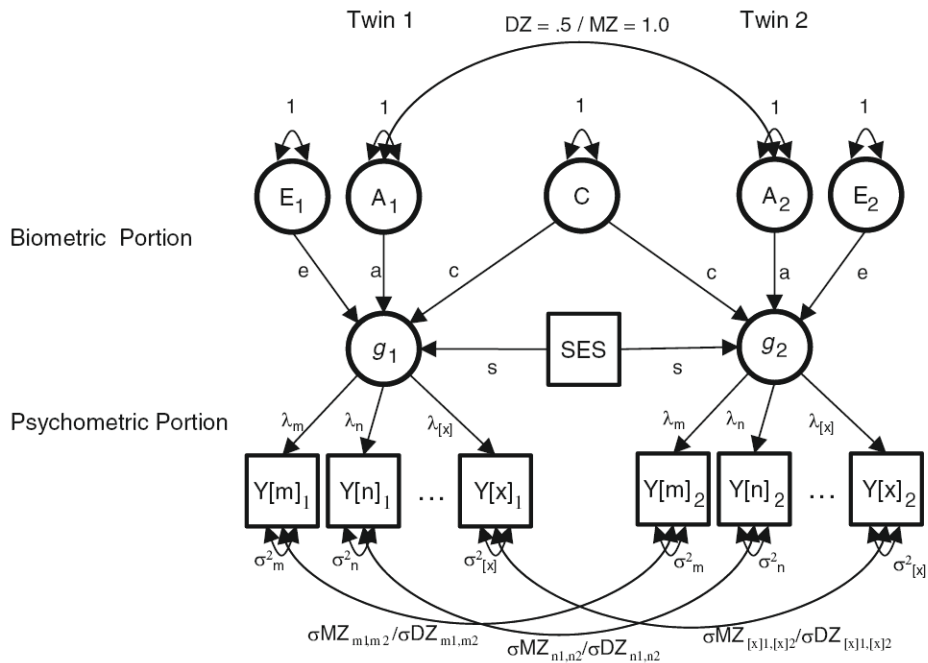 Twin 1 DZ = .5 / MZ = 1.0 Twin 2
1 1 1 1 1
E₁ A₁ C A₂ E₂
Biometric Portion
e a c c a e
g₁ SES g₂
s s
Psychometric Portion
λₘ λₙ λ[x] λₘ λₙ λ[x]
Y[m]₁ Y[n]₁ ... Y[x]₁ Y[m]₂ Y[n]₂ ... Y[x]₂
σ²ₘ σ²ₙ σ²[x] σ²ₘ σ²ₙ σ²[x]
σMZm1,m2/σDZm1,m2 σMZn1,n2/σDZn1,n2 σMZ[x]1,[x]2/σDZ[x]1,[x]2